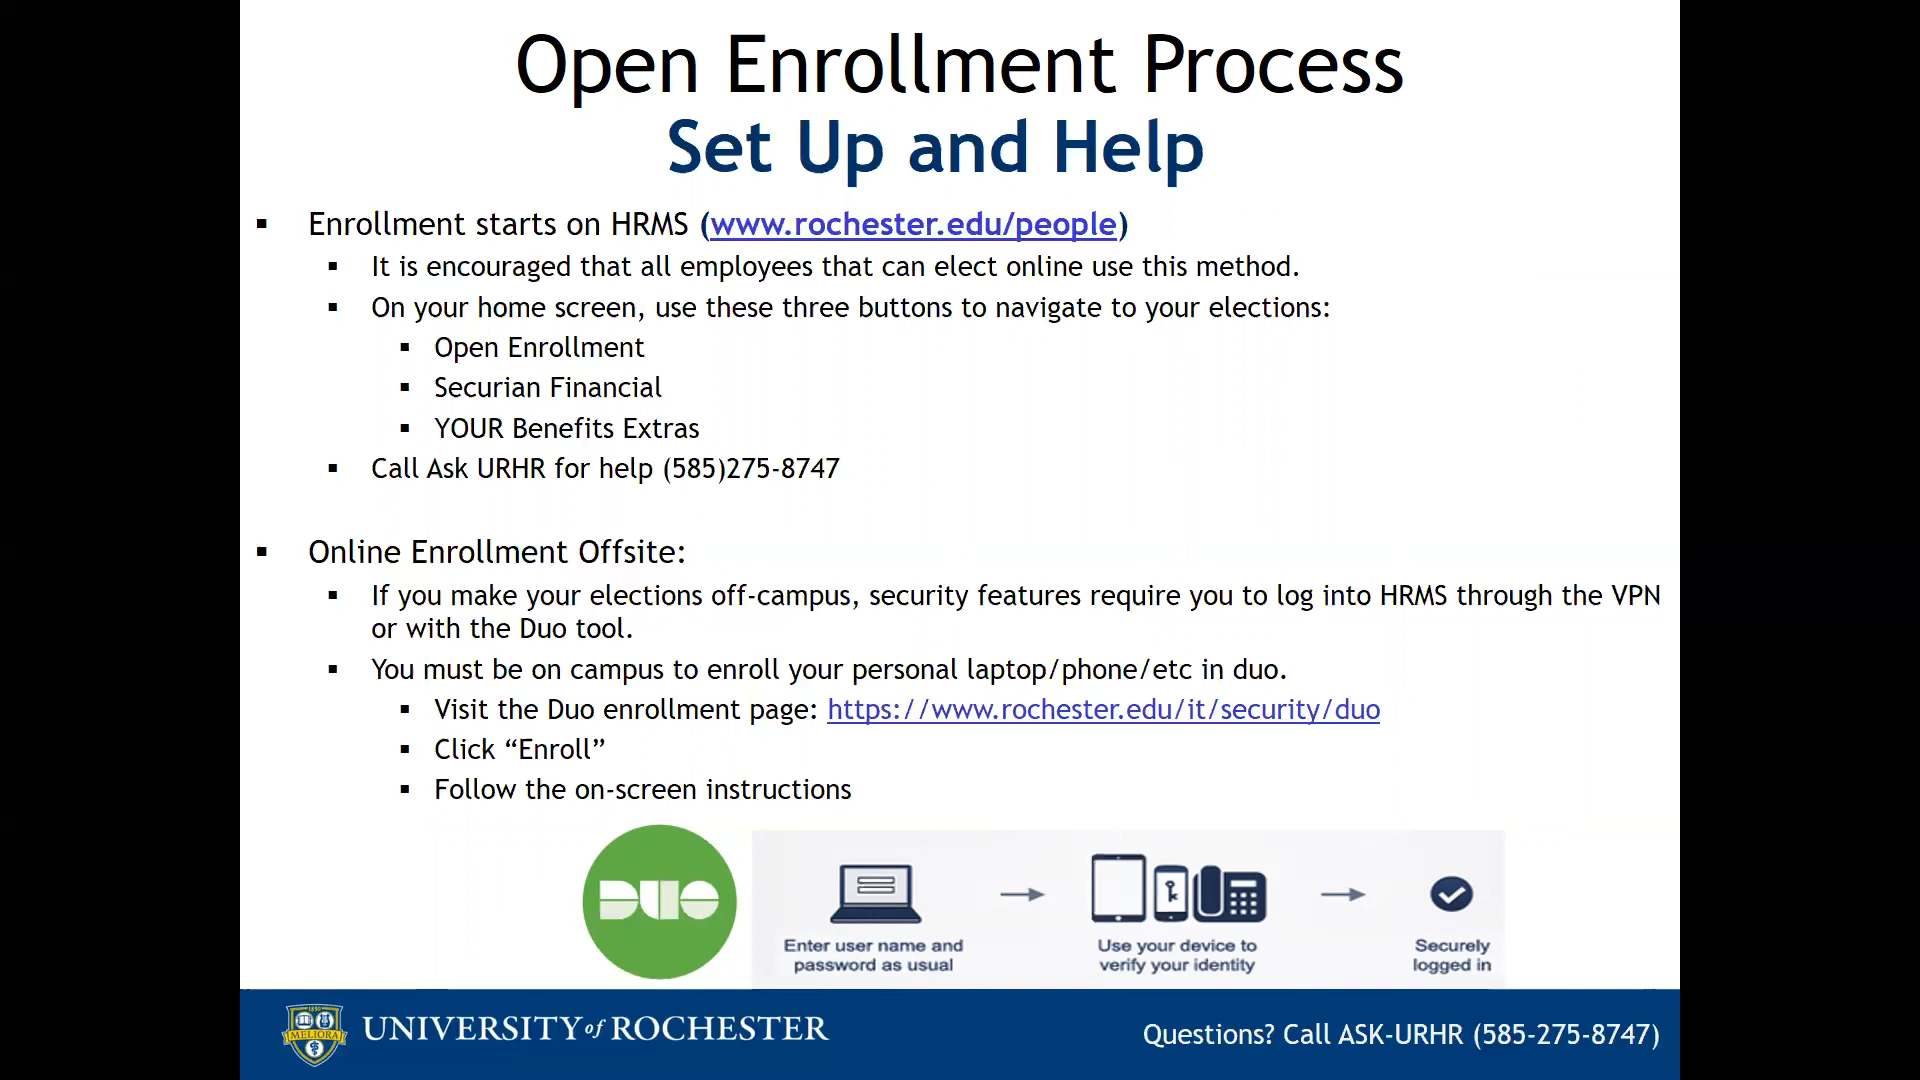 Open Enrollment Process
Set Up and Help
▪ Enrollment starts on HRMS (www.rochester.edu/people)
▪ It is encouraged that all employees that can elect online use this method.
▪ On your home screen, use these three buttons to navigate to your elections:
▪ Open Enrollment
▪ Securian Financial
▪ YOUR Benefits Extras
▪ Call Ask URHR for help (585)275-8747
▪ Online Enrollment Offsite:
▪ If you make your elections off-campus, security features require you to log into HRMS through the VPN
or with the Duo tool.
▪ You must be on campus to enroll your personal laptop/phone/etc in duo.
▪ Visit the Duo enrollment page: https://www.rochester.edu/it/security/duo
▪ Click “Enroll”
▪ Follow the on-screen instructions
DUO
Enter user name and
password as usual
Use your device to
verify your identity
Securely
logged in
1850
MELIORA
UNIVERSITY of ROCHESTER
Questions? Call ASK-URHR (585-275-8747)